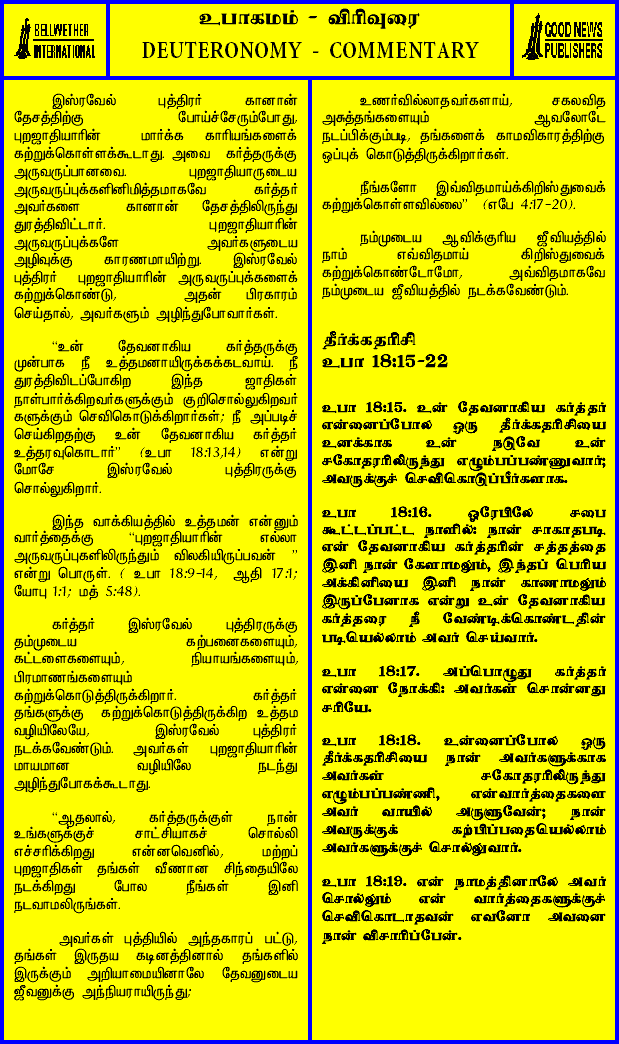 BELLWETHER
INTERNATIONAL
உபாகமம் - விரிவுரை
DEUTERONOMY - COMMENTARY
GOOD NEWS
PUBLISHERS
இஸ்ரவேல் புத்திரர் கானான்
தேசத்திற்கு போய்ச்சேரும்போது,
புறஜாதியாரின் மார்க்க காரியங்களைக்
கற்றுக்கொள்ளக்கூடாது. அவை கர்த்தருக்கு
அருவருப்பானவை. புறஜாதியாருடைய
அருவருப்புக்களினிமித்தமாகவே கர்த்தர்
அவர்களை கானான் தேசத்திலிருந்து
துரத்திவிட்டார். புறஜாதியாரின்
அருவருப்புக்களே அவர்களுடைய
அழிவுக்கு காரணமாயிற்று. இஸ்ரவேல்
புத்திரர் புறஜாதியாரின் அருவருப்புக்களைக்
கற்றுக்கொண்டு, அதன் பிரகாரம்
செய்தால், அவர்களும் அழிந்துபோவார்கள்.
“உன் தேவனாகிய கர்த்தருக்கு
முன்பாக நீ உத்தமனாயிருக்கக்கடவாய். நீ
துரத்திவிடப்போகிற இந்த ஜாதிகள்
நாள்பார்க்கிறவர்களுக்கும் குறிசொல்லுகிறவர்
களுக்கும் செவிகொடுக்கிறார்கள்; நீ அப்படிச்
செய்கிறதற்கு உன் தேவனாகிய கர்த்தர்
உத்தரவுகொடார்” (உபா 18:13,14) என்று
மோசே இஸ்ரவேல் புத்திரருக்கு
சொல்லுகிறார்.
இந்த வாக்கியத்தில் உத்தமன் என்னும்
வார்த்தைக்கு “புறஜாதியாரின் எல்லா
அருவருப்புகளிலிருந்தும் விலகியிருப்பவன் ”
என்று பொருள். ( உபா 18:9-14, ஆதி 17:1;
யோபு 1:1; மத் 5:48).
கர்த்தர் இஸ்ரவேல் புத்திரருக்கு
தம்முடைய கற்பனைகளையும்,
கட்டளைகளையும், நியாயங்களையும்,
பிரமாணங்களையும்
கற்றுக்கொடுத்திருக்கிறார். கர்த்தர்
தங்களுக்கு கற்றுக்கொடுத்திருக்கிற உத்தம
வழியிலேயே, இஸ்ரவேல் புத்திரர்
நடக்கவேண்டும். அவர்கள் புறஜாதியாரின்
மாயமான வழியிலே நடந்து
அழிந்துபோகக்கூடாது.
“ஆதலால், கர்த்தருக்குள் நான்
உங்களுக்குச் சாட்சியாகச் சொல்லி
எச்சரிக்கிறது என்னவெனில், மற்றப்
புறஜாதிகள் தங்கள் வீணான சிந்தையிலே
நடக்கிறது போல நீங்கள் இனி
நடவாமலிருங்கள்.
அவர்கள் புத்தியில் அந்தகாரப் பட்டு,
தங்கள் இருதய கடினத்தினால் தங்களில்
இருக்கும் அறியாமையினாலே தேவனுடைய
ஜீவனுக்கு அந்நியராயிருந்து;
உணர்வில்லாதவர்களாய், சகலவித
அசுத்தங்களையும் ஆவலோடே
நடப்பிக்கும்படி, தங்களைக் காமவிகாரத்திற்கு
ஒப்புக் கொடுத்திருக்கிறார்கள்.
நீங்களோ இவ்விதமாய்க்கிறிஸ்துவைக்
கற்றுக்கொள்ளவில்லை” (எபே 4:17-20).
நம்முடைய ஆவிக்குரிய ஜீவியத்தில்
நாம் எவ்விதமாய் கிறிஸ்துவைக்
கற்றுக்கொண்டோமோ, அவ்விதமாகவே
நம்முடைய ஜீவியத்தில் நடக்கவேண்டும்.
தீர்க்கதரிசி
உபா 18:15-22
உபா 18:15. உன் தேவனாகிய கர்த்தர்
என்னைப்போல ஒரு தீர்க்கதரிசியை
உனக்காக உன் நடுவே உன்
சகோதரரிலிருந்து எழும்பப்பண்ணுவார்;
அவருக்குச் செவிகொடுப்பீர்களாக.
உபா 18:16. ஓரேபிலே சபை
கூட்டப்பட்ட நாளில்: நான் சாகாதபடி
என் தேவனாகிய கர்த்தரின் சத்தத்தை
இனி நான் கேளாமலும், இந்தப் பெரிய
அக்கினியை இனி நான் காணாமலும்
இருப்பேனாக என்று உன் தேவனாகிய
கர்த்தரை நீ வேண்டிக்கொண்டதின்
படியெல்லாம் அவர் செய்வார்.
உபா 18:17. அப்பொழுது கர்த்தர்
என்னை நோக்கி: அவர்கள் சொன்னது
சரியே.
உபா 18:18. உன்னைப்போல ஒரு
தீர்க்கதரிசியை நான் அவர்களுக்காக
அவர்கள் சகோதரரிலிருந்து
எழும்பப்பண்ணி, என்வார்த்தைகளை
அவர் வாயில் அருளுவேன்; நான்
அவருக்குக் கற்பிப்பதையெல்லாம்
அவர்களுக்குச் சொல்லுவார்.
உபா 18:19. என் நாமத்தினாலே அவர்
சொல்லும் என் வார்த்தைகளுக்குச்
செவிகொடாதவன் எவனோ அவனை
நான் விசாரிப்பேன்.